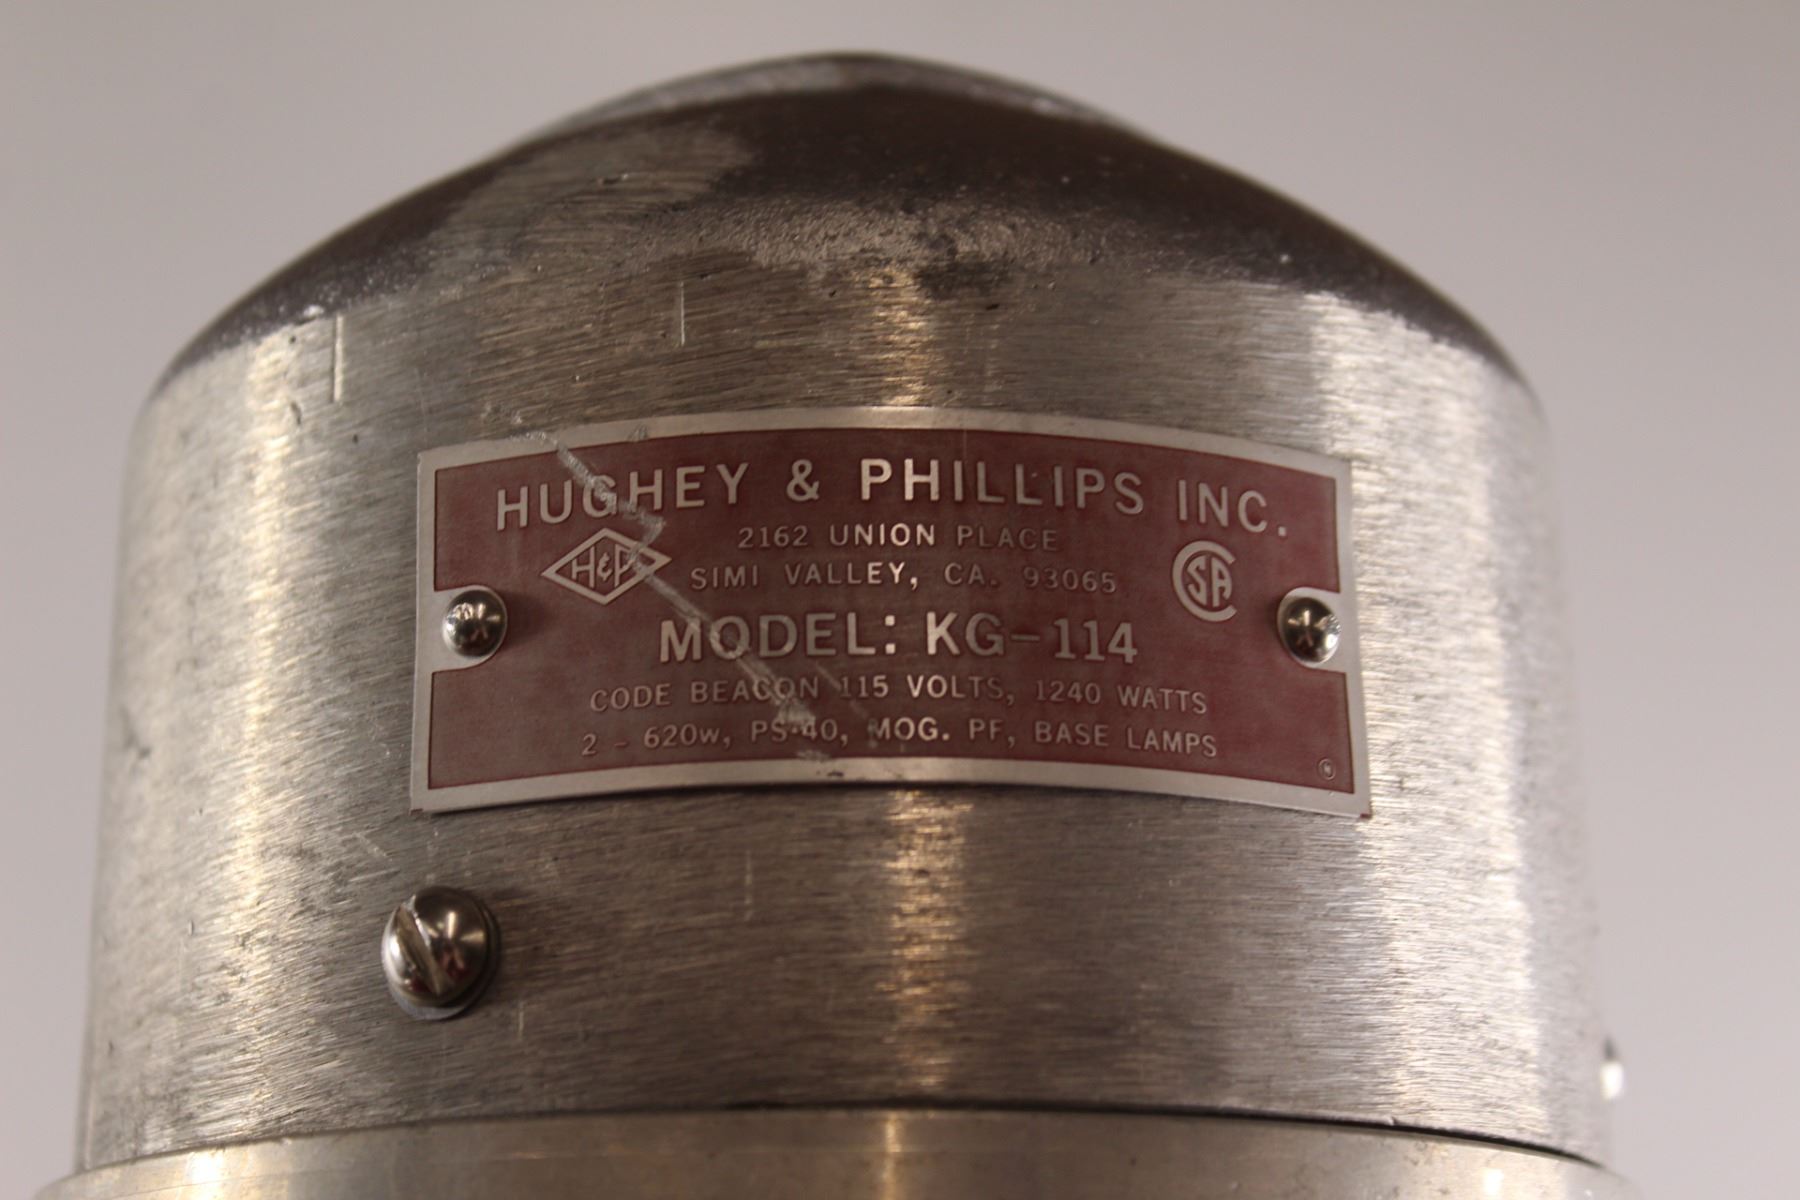 HUGHEY & PHILLIPS INC.
2162 UNION PLACE
H&P
SIMI VALLEY, CA. 93065
CSA
MODEL: KG-114
CODE BEACON 115 VOLTS, 1240 WATTS
2 - 620w, PS-40, MOG. PF, BASE LAMPS